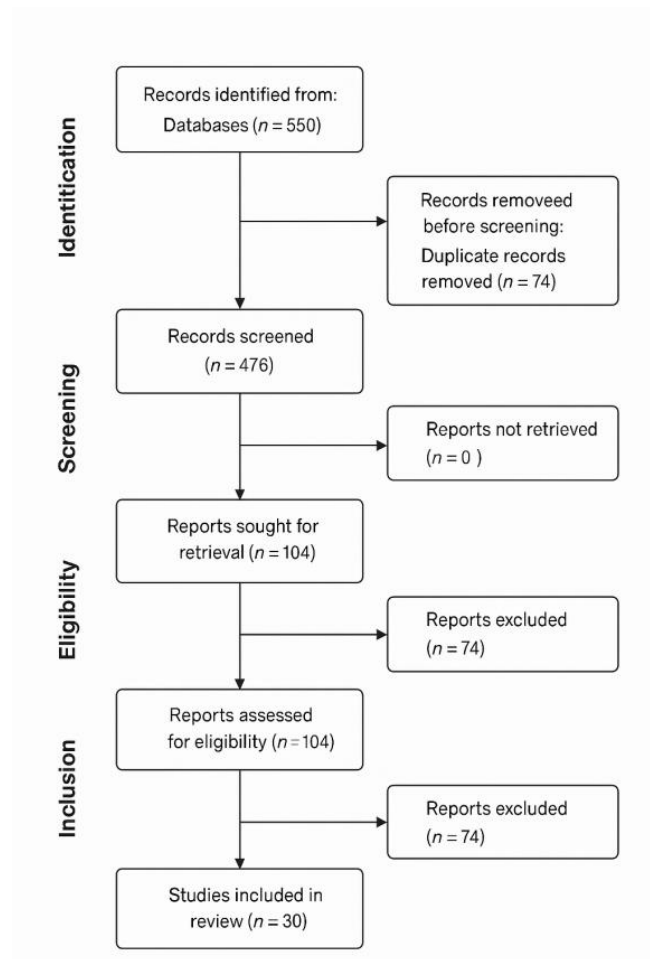 Identitication
Records identified from:
Databases (n = 550)
Records removeed
before screening:
Duplicate records
removed (n = 74)
Screening
Records screened
(n = 476)
Reports not retrieved
(n = 0 )
Eligibility
Reports sought for
retrieval (n = 104)
Reports excluded
(n = 74)
Inclusion
Reports assessed
for eligibility (n = 104)
Reports excluded
(n = 74)
Studies included in
review (n = 30)